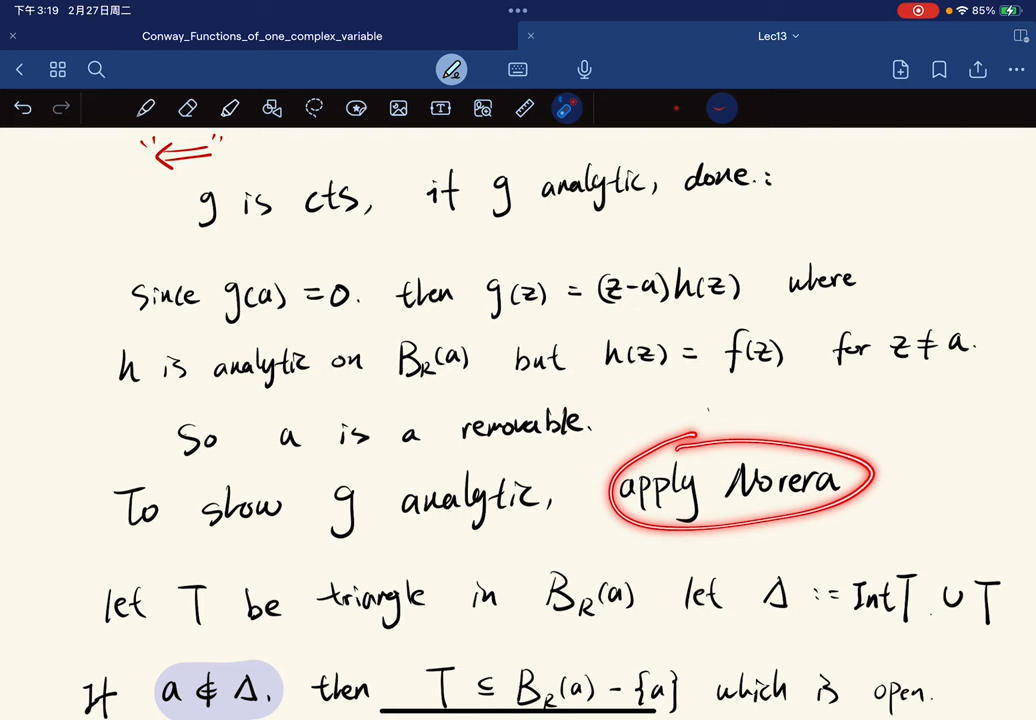 下午 3:19 2月27日周二
85%
Conway_Functions_of_one_complex_variable
Lec13
"⇐"
g is cts, if g analytic, done.:
since g(a) = 0. then g(z) = (z-a)h(z) where
h is analytic on B_R(a) but h(z) = f(z) for z ≠ a.
So a is a removable.
To show g analytic, apply Morera
let T be triangle in B_R(a) let Δ := Int T ∪ T
If a ∉ Δ, then T ⊆ B_R(a) - {a} which is open.